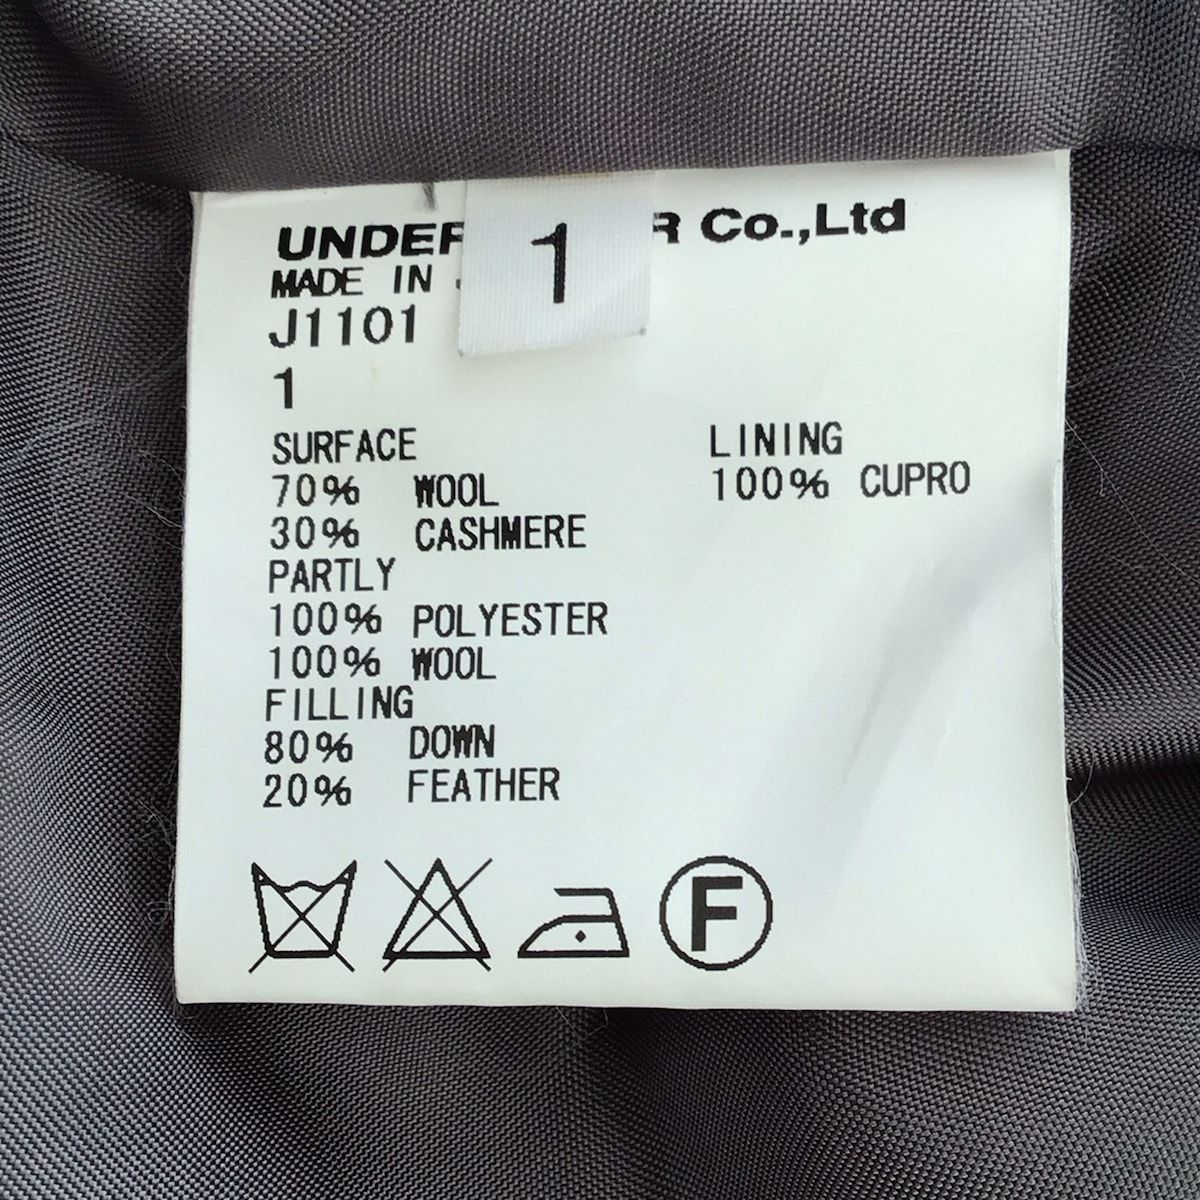 Co.,Ltd
1
MADE IN
J1101
1
SURFACE
70% WOOL
30% CASHMERE
PARTLY
100% POLYESTER
100% WOOL
FILLING
80% DOWN
20% FEATHER
LINING
100% CUPRO
F